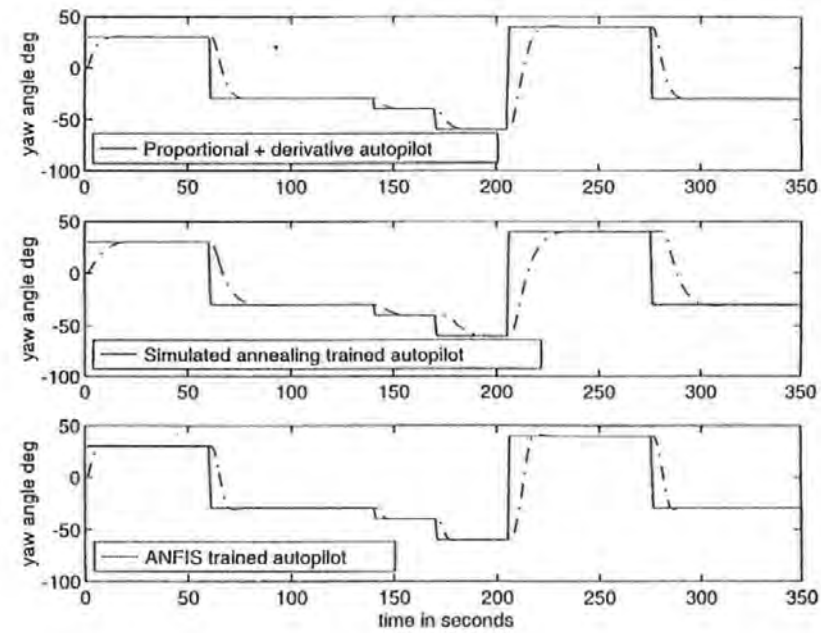 yaw angle deg
50
0
-50
-100
Proportional + derivative autopilot
0 50 100 150 200 250 300 350
yaw angle deg
50
0
-50
-100
Simulated annealing trained autopilot
0 50 100 150 200 250 300 350
yaw angle deg
50
0
-50
-100
ANFIS trained autopilot
0 50 100 150 200 250 300 350
time in seconds